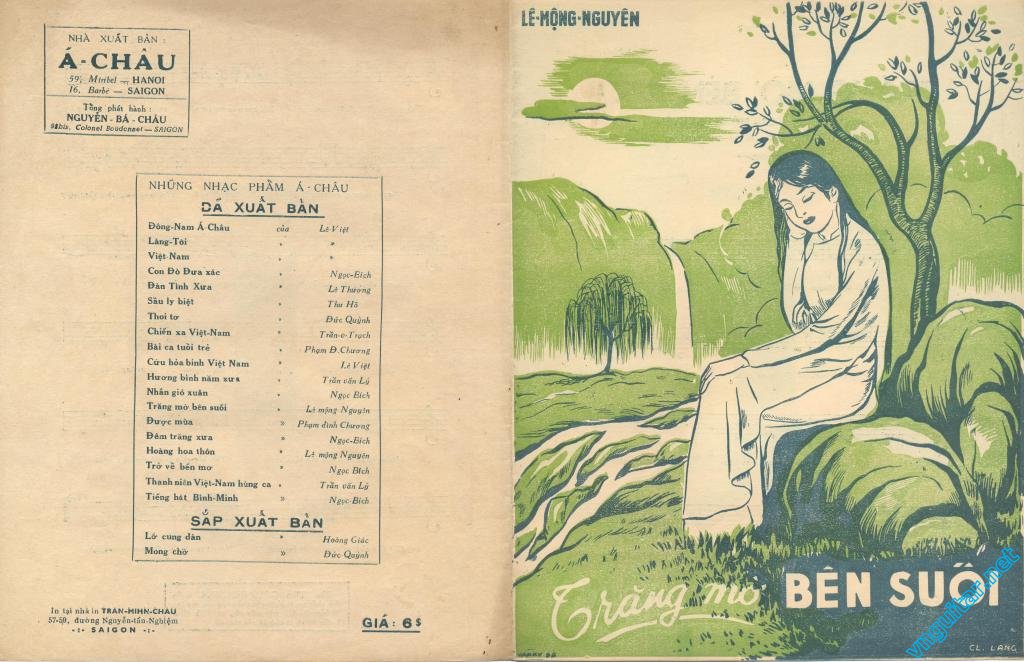 NHÀ XUẤT BẢN :
Á-CHÂU
59, Miribel — HANOI
16, Barbé — SAIGON
Tổng phát hành :
NGUYỄN-BÁ-CHÂU
92bis, Colonel Boudonnet — SAIGON
NHỮNG NHẠC PHẨM Á-CHÂU
DÃ XUẤT BẢN
Đông-Nam Á-Châu của Lê-Việt
Làng-Tôi » »
Việt-Nam » »
Con Đò Đưa xác » Ngọc-Bích
Đàn Tình Xưa » Lê Thương
Sầu ly biệt » Thu Hồ
Thoi tơ » Đức Quỳnh
Chiến xa Việt-Nam » Trần-v-Trạch
Bài ca tuổi trẻ » Phạm Đ.Chương
Cứu hỏa binh Việt Nam » Lê Việt
Hương bình năm xưa » Trần văn Lý
Nhắn gió xuân » Ngọc Bích
Trăng mờ bên suối » Lê mộng Nguyên
Được mùa » Phạm đình Chương
Đêm trăng xưa » Ngọc-Bích
Hoàng hoa thôn » Lê mộng Nguyên
Trở về bến mơ » Ngọc Bích
Thanh niên Việt-Nam hùng ca » Trần văn Lý
Tiếng hát Bình-Minh » Ngọc-Bích
SẮP XUẤT BẢN
Lỡ cung đàn » Hoàng Giác
Mong chờ » Đức Quỳnh
In tại nhà in TRAN-MIHN-CHAU
57-59, đường Nguyễn-tấn-Nghiệm
-:- SAIGON -:-
GIÁ: 6$
LÊ-MỘNG-NGUYÊN
Trăng mờ BÊN SUỐI
CL. LANG
vnguitar.net